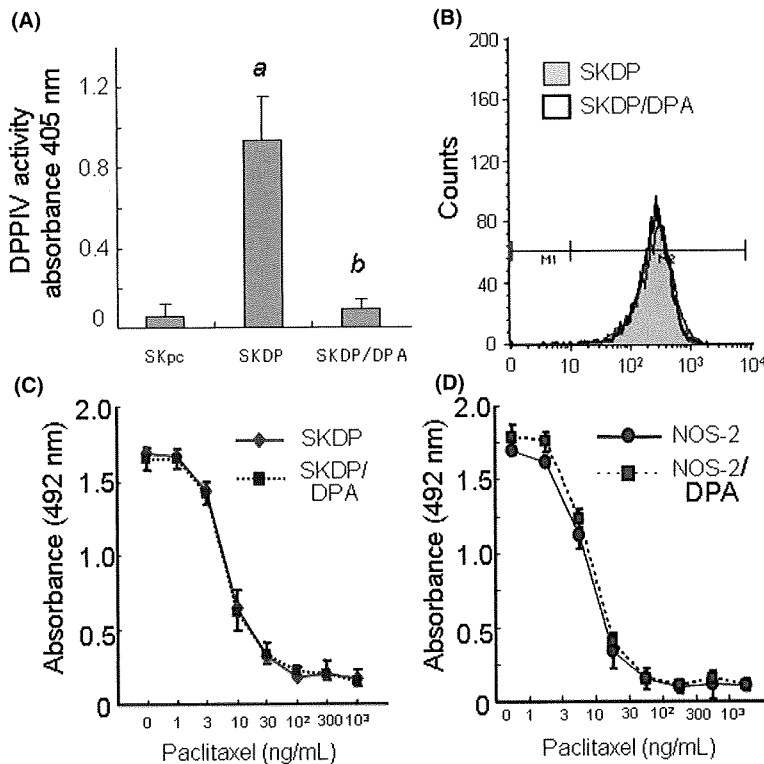 (A)
DPPIV activity
absorbance 405 nm
1.2
0.8
0.4
0
a
b
SKpc
SKDP
SKDP/DPA
(B)
Counts
200
160
120
80
40
0
SKDP
SKDP/DPA
M1
M2
0 10 10² 10³ 10⁴
(C)
Absorbance (492 nm)
2.0
1.5
1.0
0.5
0.0
SKDP
SKDP/
DPA
0 1 3 10 30 10² 300 10³
Paclitaxel (ng/mL)
(D)
Absorbance (492 nm)
2.0
1.5
1.0
0.5
0.0
NOS-2
NOS-2/
DPA
0 1 3 10 30 10² 300 10³
Paclitaxel (ng/mL)